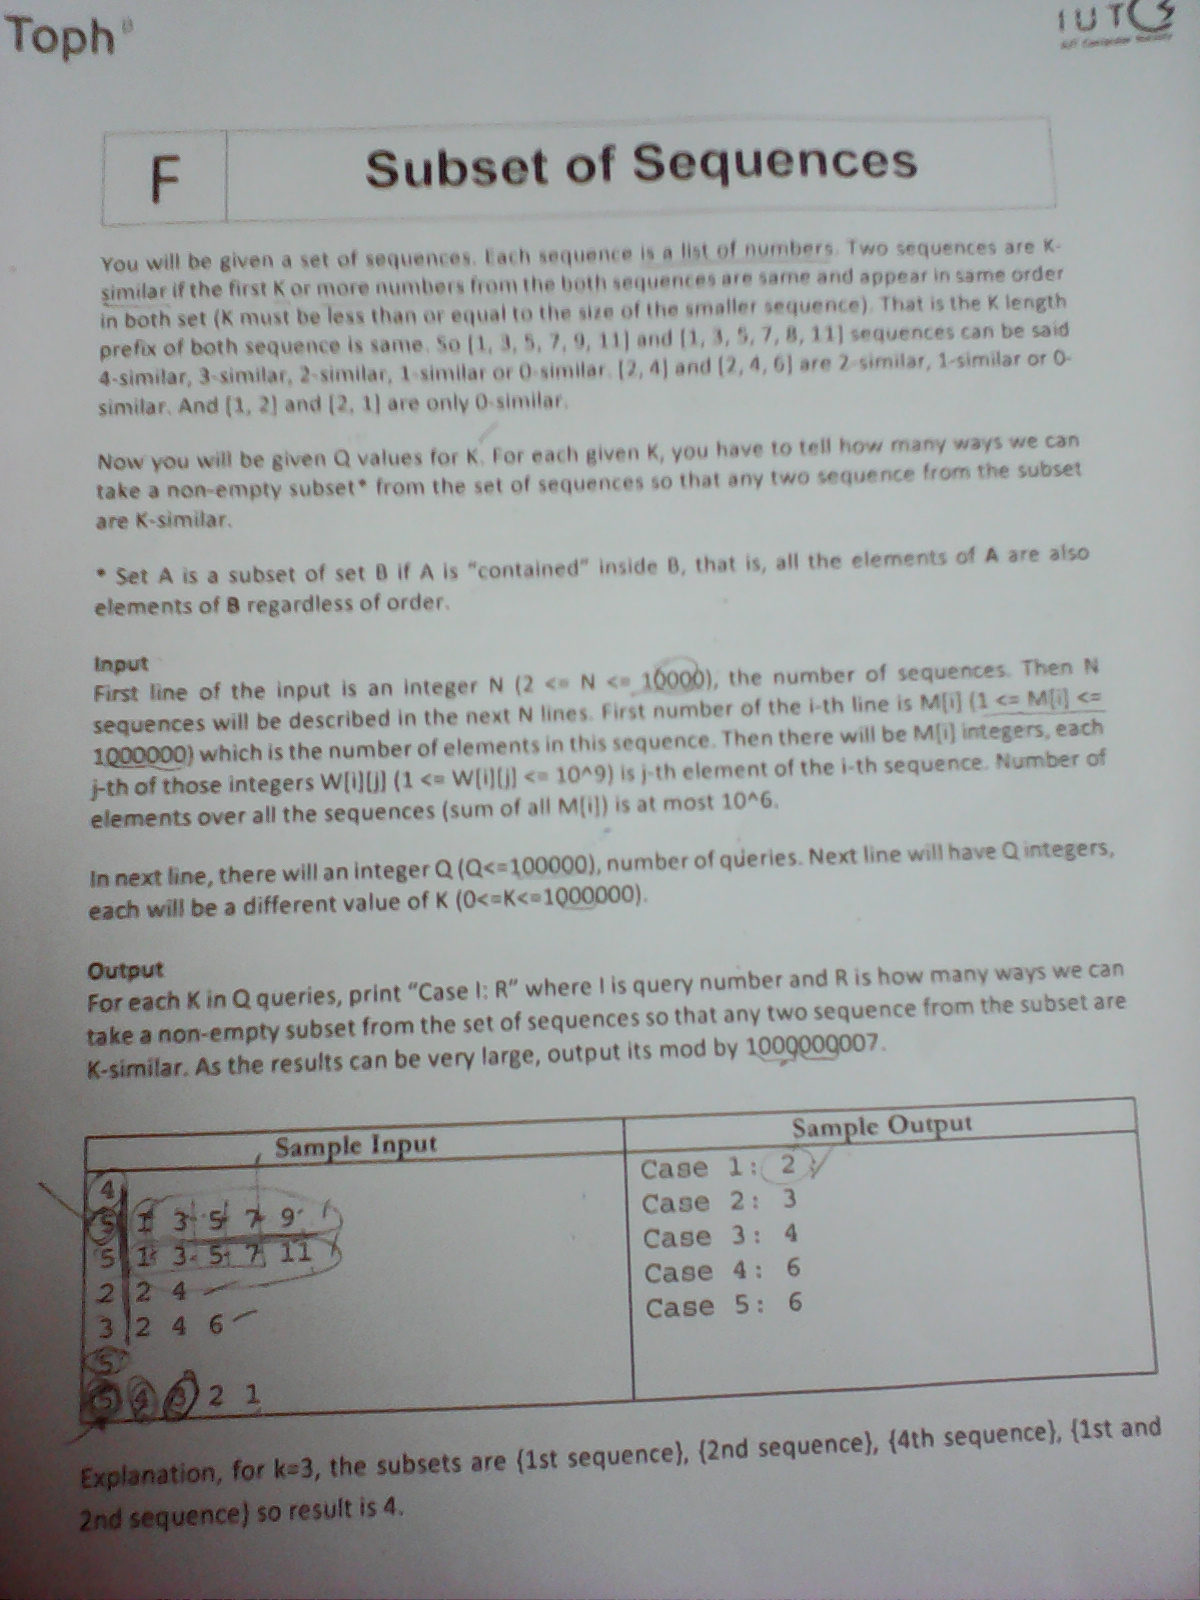 Toph
IUTCS
IUT Computer Society
F
Subset of Sequences
You will be given a set of sequences. Each sequence is a list of numbers. Two sequences are K-
similar if the first K or more numbers from the both sequences are same and appear in same order
in both set (K must be less than or equal to the size of the smaller sequence). That is the K length
prefix of both sequence is same. So [1, 3, 5, 7, 9, 11] and [1, 3, 5, 7, 8, 11] sequences can be said
4-similar, 3-similar, 2-similar, 1-similar or 0-similar. [2, 4] and [2, 4, 6] are 2-similar, 1-similar or 0-
similar. And [1, 2] and [2, 1] are only 0-similar.
Now you will be given Q values for K. For each given K, you have to tell how many ways we can
take a non-empty subset* from the set of sequences so that any two sequence from the subset
are K-similar.
* Set A is a subset of set B if A is "contained" inside B, that is, all the elements of A are also
elements of B regardless of order.
Input
First line of the input is an integer N (2 <= N <= 10000), the number of sequences. Then N
sequences will be described in the next N lines. First number of the i-th line is M[i] (1 <= M[i] <=
1000000) which is the number of elements in this sequence. Then there will be M[i] integers, each
j-th of those integers W[i][j] (1 <= W[i][j] <= 10^9) is j-th element of the i-th sequence. Number of
elements over all the sequences (sum of all M[i]) is at most 10^6.
In next line, there will an integer Q (Q<=100000), number of queries. Next line will have Q integers,
each will be a different value of K (0<=K<=1000000).
Output
For each K in Q queries, print "Case I: R" where I is query number and R is how many ways we can
take a non-empty subset from the set of sequences so that any two sequence from the subset are
K-similar. As the results can be very large, output its mod by 1000000007.
Sample Input
4
5 1 3 5 7 9
5 1 3 5 7 11
2 2 4
3 2 4 6
5
5 4 3 2 1
Sample Output
Case 1: 2
Case 2: 3
Case 3: 4
Case 4: 6
Case 5: 6
Explanation, for k=3, the subsets are {1st sequence}, {2nd sequence}, {4th sequence}, {1st and
2nd sequence} so result is 4.